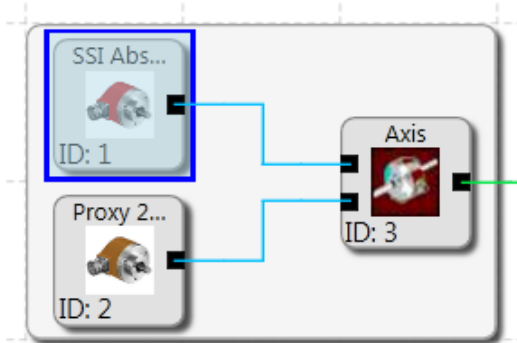 SSI Abs...
ID: 1
Axis
ID: 3
Proxy 2...
ID: 2